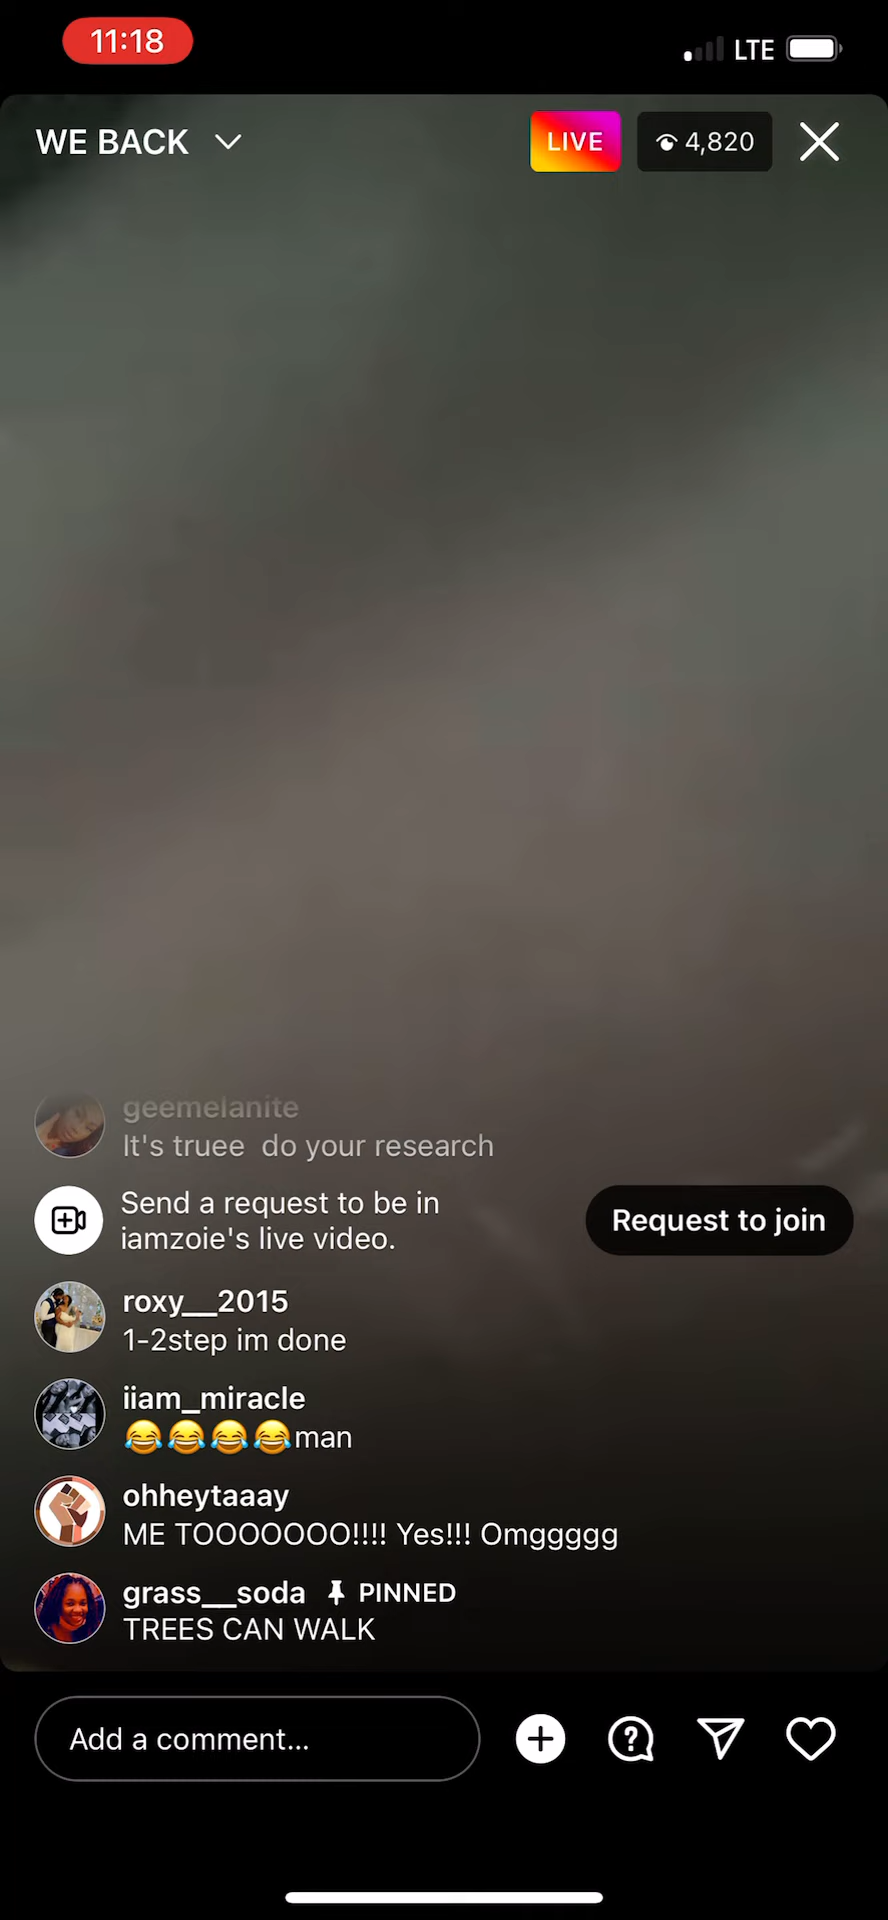 11:18
LTE
WE BACK
LIVE
4,820
geemelanite
It's truee do your research
Send a request to be in
iamzoie's live video.
Request to join
roxy__2015
1-2step im done
iiam_miracle
😂😂😂😂man
ohheytaaay
ME TOOOOOOO!!!! Yes!!! Omggggg
grass__soda PINNED
TREES CAN WALK
Add a comment...